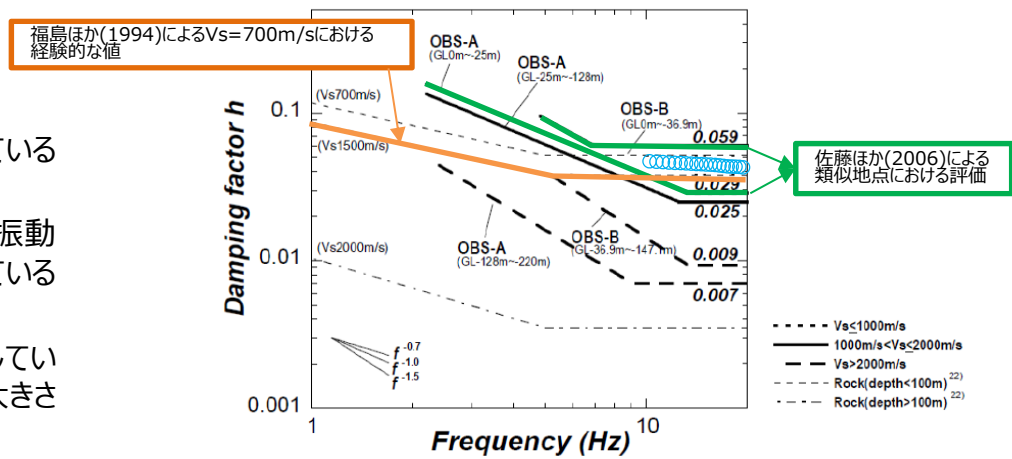 福島ほか(1994)によるVs=700m/sにおける
経験的な値
ている
振動
ている
してい
大きさ
Damping factor h
0.1
0.01
0.001
1
10
Frequency (Hz)
OBS-A
(GL0m~-25m)
OBS-A
(GL-25m~-128m)
OBS-B
(GL0m~-36.9m)
(Vs700m/s)
(Vs1500m/s)
(Vs2000m/s)
OBS-A
(GL-128m~-220m)
OBS-B
(GL-36.9m~-147.1m)
0.059
0.029
0.025
0.009
0.007
f -0.7
f -1.0
f -1.5
佐藤ほか(2006)による
類似地点における評価
Vs≤1000m/s
1000m/s<Vs≤2000m/s
Vs>2000m/s
Rock(depth<100m) 22)
Rock(depth>100m) 22)